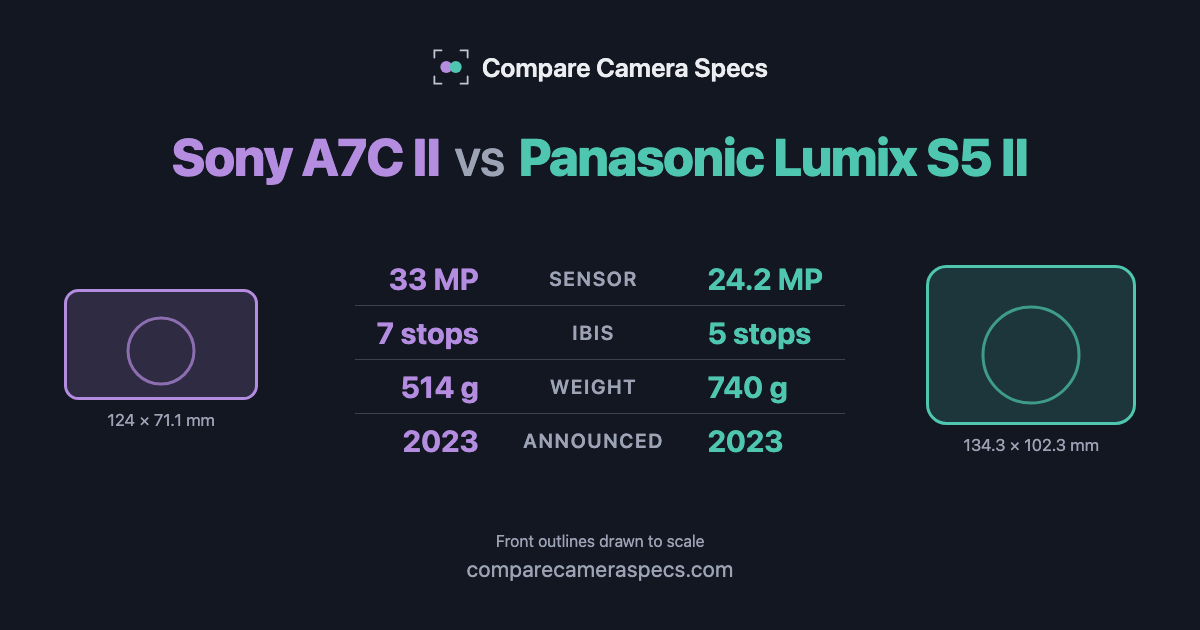 Compare Camera Specs
Sony A7C II vs Panasonic Lumix S5 II
33 MP SENSOR 24.2 MP
7 stops IBIS 5 stops
514 g WEIGHT 740 g
2023 ANNOUNCED 2023
124 × 71.1 mm
134.3 × 102.3 mm
Front outlines drawn to scale
comparecameraspecs.com